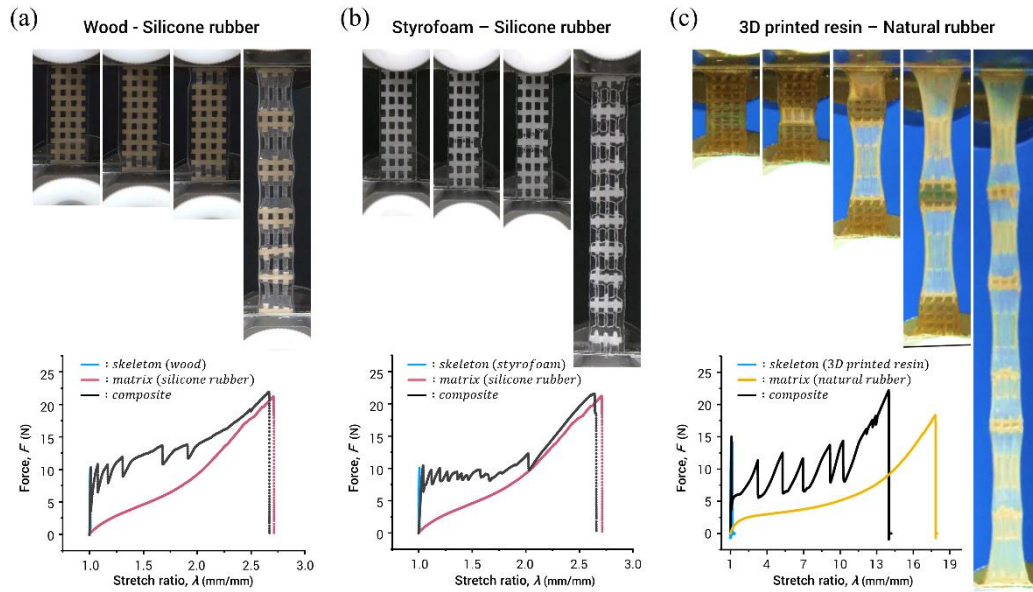 (a)
Wood - Silicone rubber
(b)
Styrofoam – Silicone rubber
(c)
3D printed resin – Natural rubber
: skeleton (wood)
: matrix (silicone rubber)
: composite
25
20
15
10
5
0
Force, F (N)
1.0 1.5 2.0 2.5 3.0
Stretch ratio, λ (mm/mm)
: skeleton (styrofoam)
: matrix (silicone rubber)
: composite
25
20
15
10
5
0
Force, F (N)
1.0 1.5 2.0 2.5 3.0
Stretch ratio, λ (mm/mm)
: skeleton (3D printed resin)
: matrix (natural rubber)
: composite
25
20
15
10
5
0
Force, F (N)
1 4 7 10 13 16 19
Stretch ratio, λ (mm/mm)